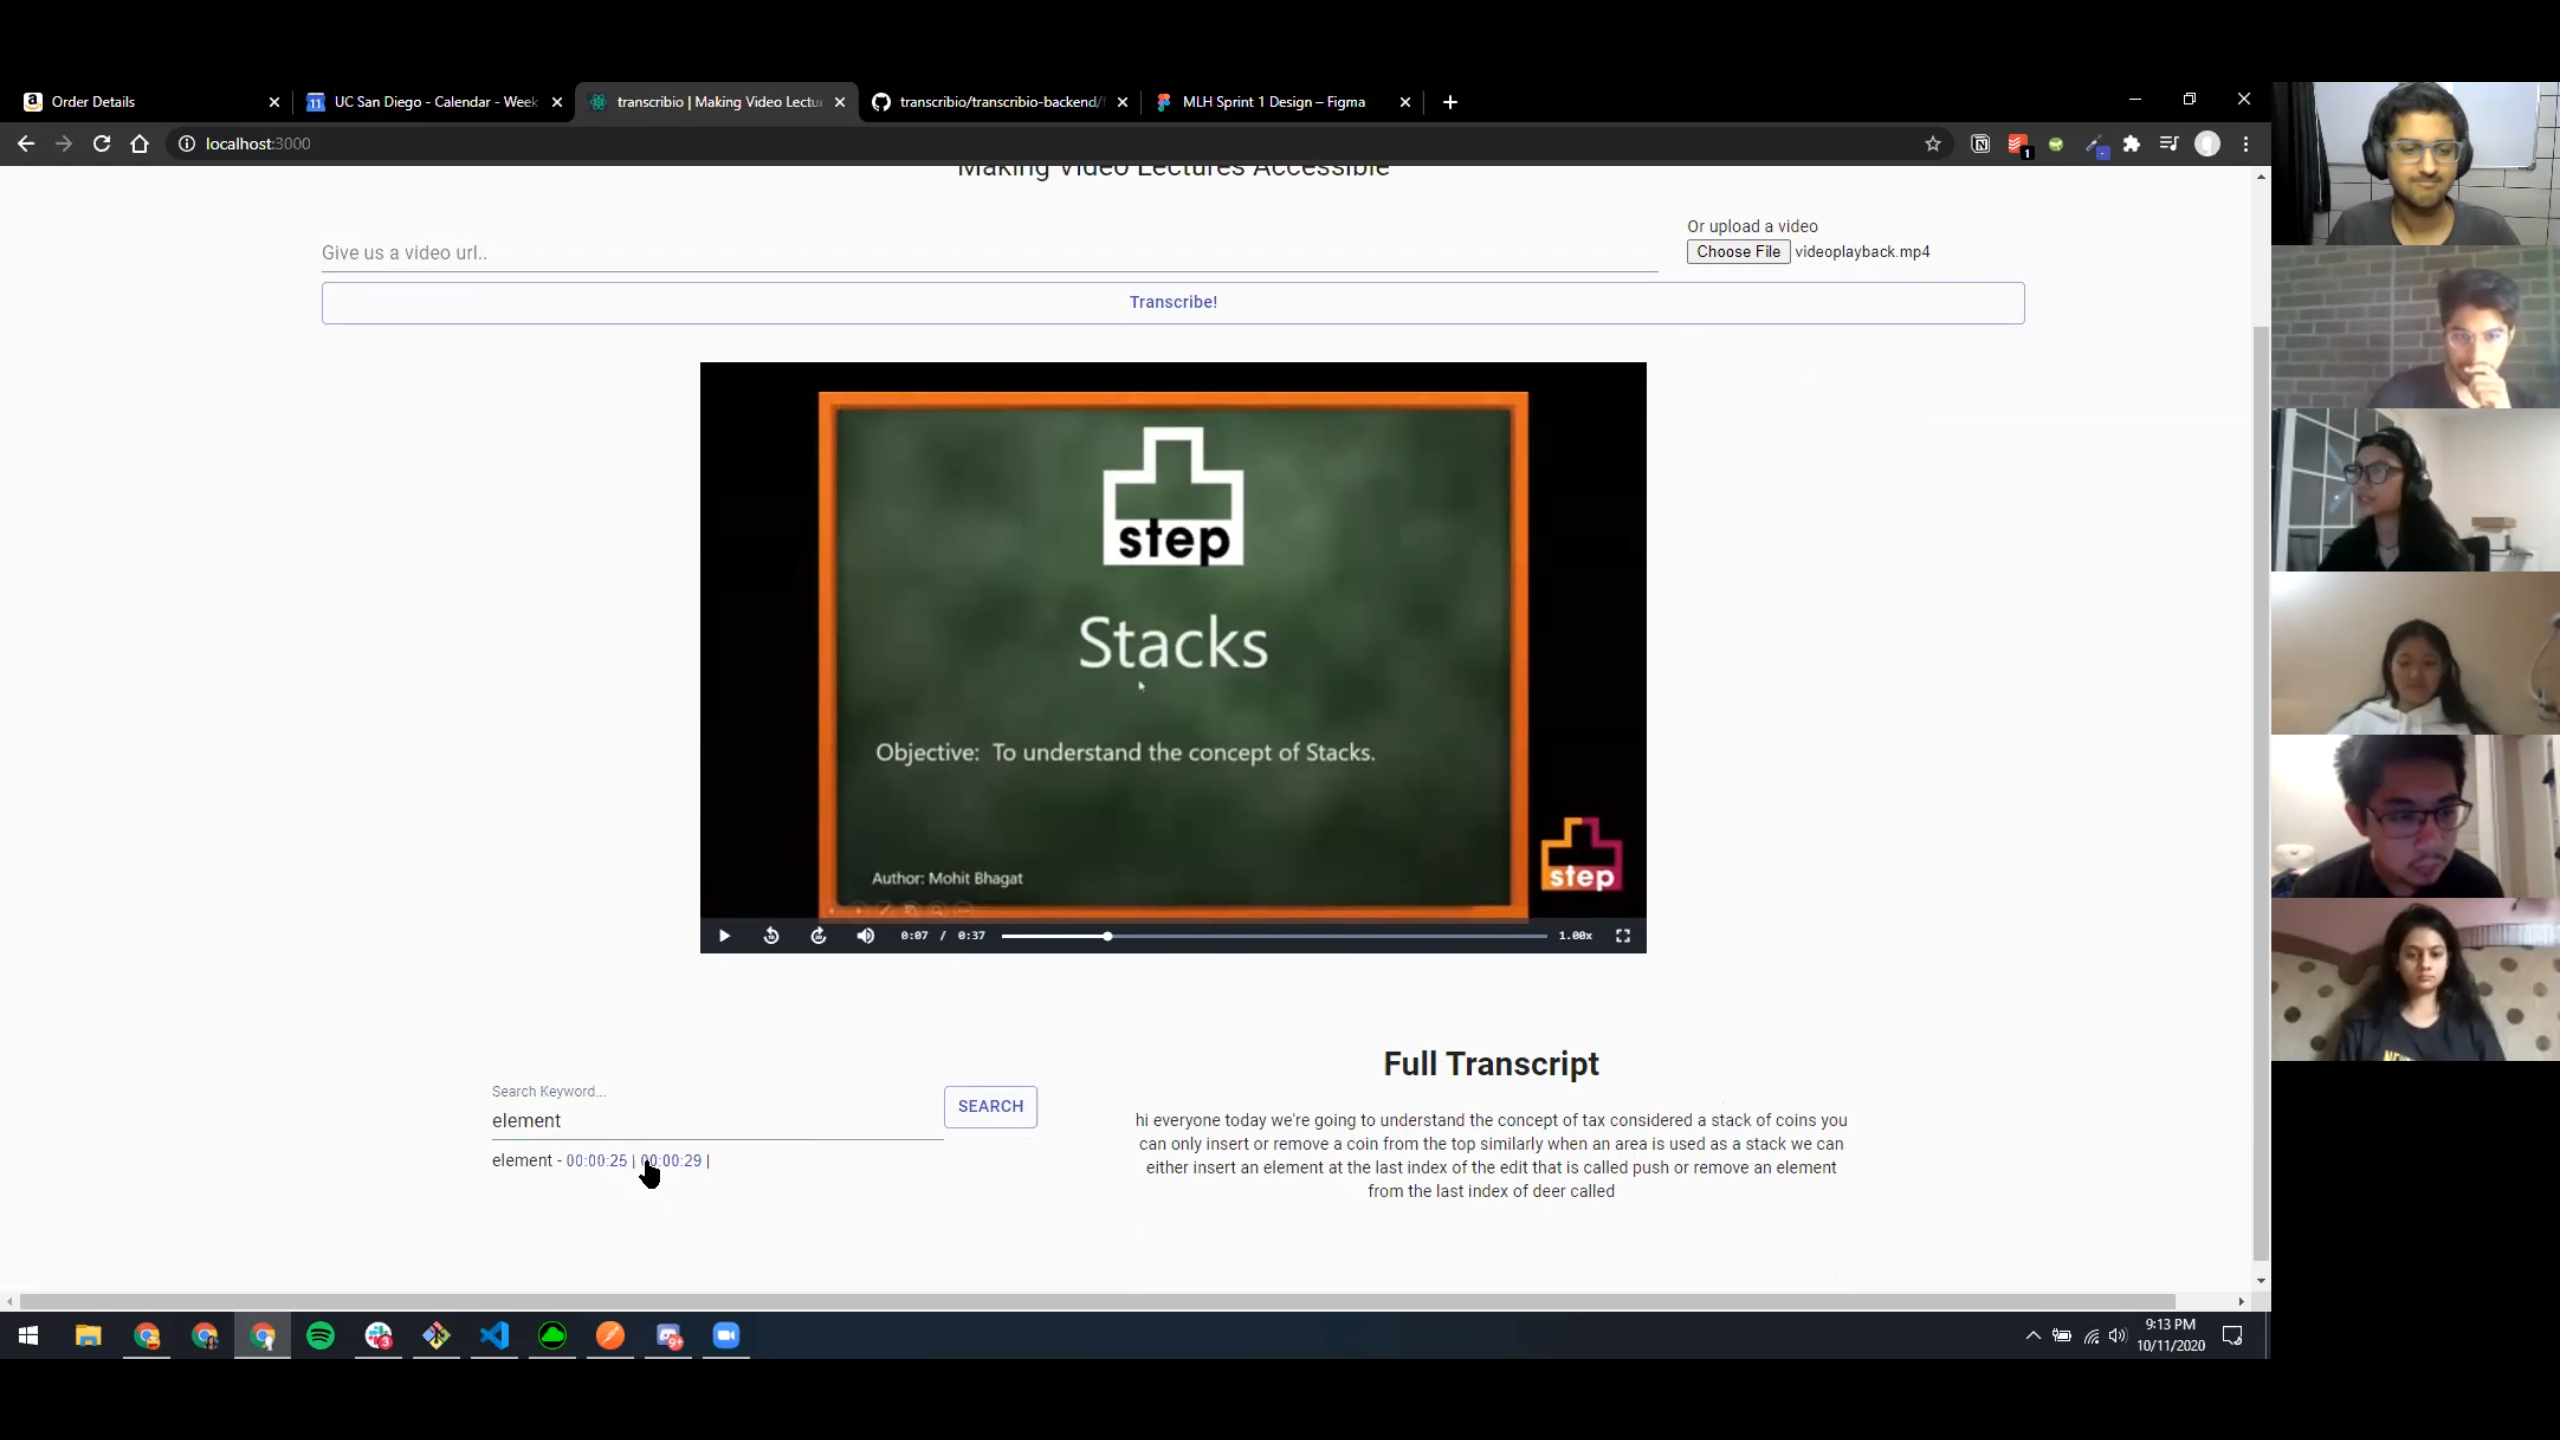 Order Details
UC San Diego - Calendar - Week
transcribio | Making Video Lectu
transcribio/transcribio-backend/
MLH Sprint 1 Design – Figma
localhost:3000
Making Video Lectures Accessible
Or upload a video
Give us a video url..
Choose File videoplayback.mp4
Transcribe!
step
Stacks
Objective: To understand the concept of Stacks.
Author: Mohit Bhagat
step
0:07 / 0:37
1.00x
Full Transcript
Search Keyword...
element
SEARCH
element - 00:00:25 | 00:00:29 |
hi everyone today we're going to understand the concept of tax considered a stack of coins you
can only insert or remove a coin from the top similarly when an area is used as a stack we can
either insert an element at the last index of the edit that is called push or remove an element
from the last index of deer called
9:13 PM
10/11/2020